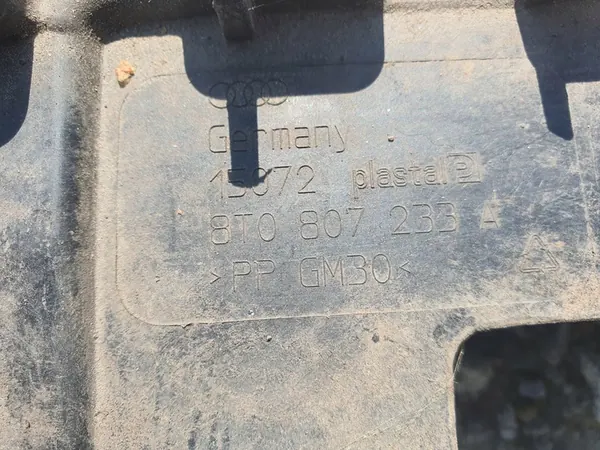 Germany
15072 plastal P
8T0 807 233 A
>PP GM30<